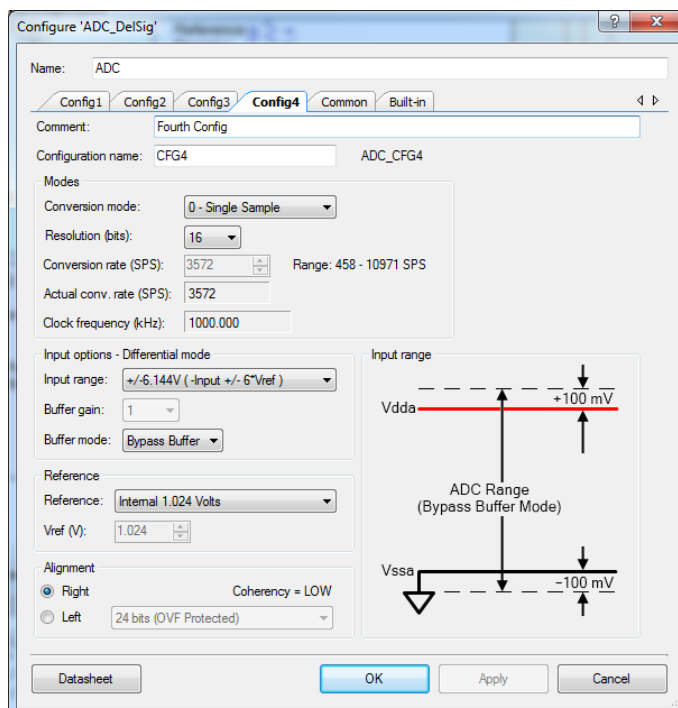 Configure 'ADC_DelSig'
Name: ADC
Config1 Config2 Config3 Config4 Common Built-in
Comment: Fourth Config
Configuration name: CFG4 ADC_CFG4
Modes
Conversion mode: 0 - Single Sample
Resolution (bits): 16
Conversion rate (SPS): 3572 Range: 458 - 10971 SPS
Actual conv. rate (SPS): 3572
Clock frequency (kHz): 1000.000
Input options - Differential mode
Input range: +/-6.144V ( -Input +/- 6*Vref )
Buffer gain: 1
Buffer mode: Bypass Buffer
Reference
Reference: Internal 1.024 Volts
Vref (V): 1.024
Alignment
Right Coherency = LOW
Left 24 bits (OVF Protected)
Input range
+100 mV
Vdda
ADC Range
(Bypass Buffer Mode)
Vssa
-100 mV
Datasheet OK Apply Cancel